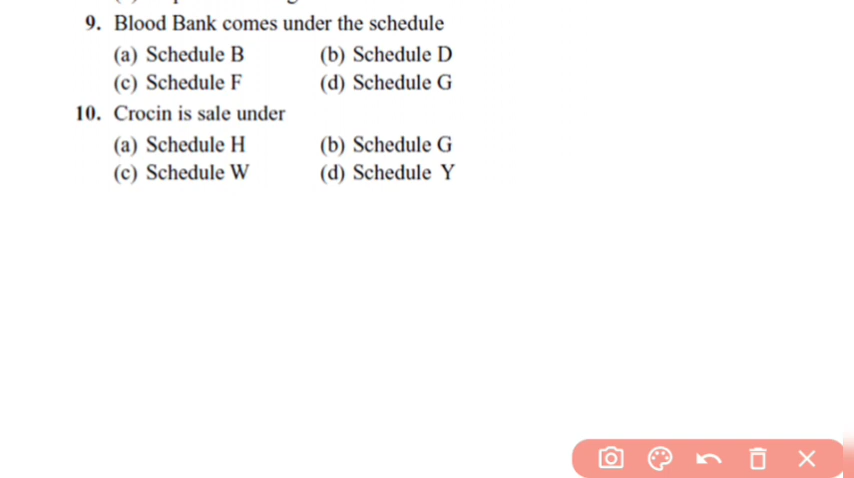 9. Blood Bank comes under the schedule
(a) Schedule B (b) Schedule D
(c) Schedule F (d) Schedule G
10. Crocin is sale under
(a) Schedule H (b) Schedule G
(c) Schedule W (d) Schedule Y